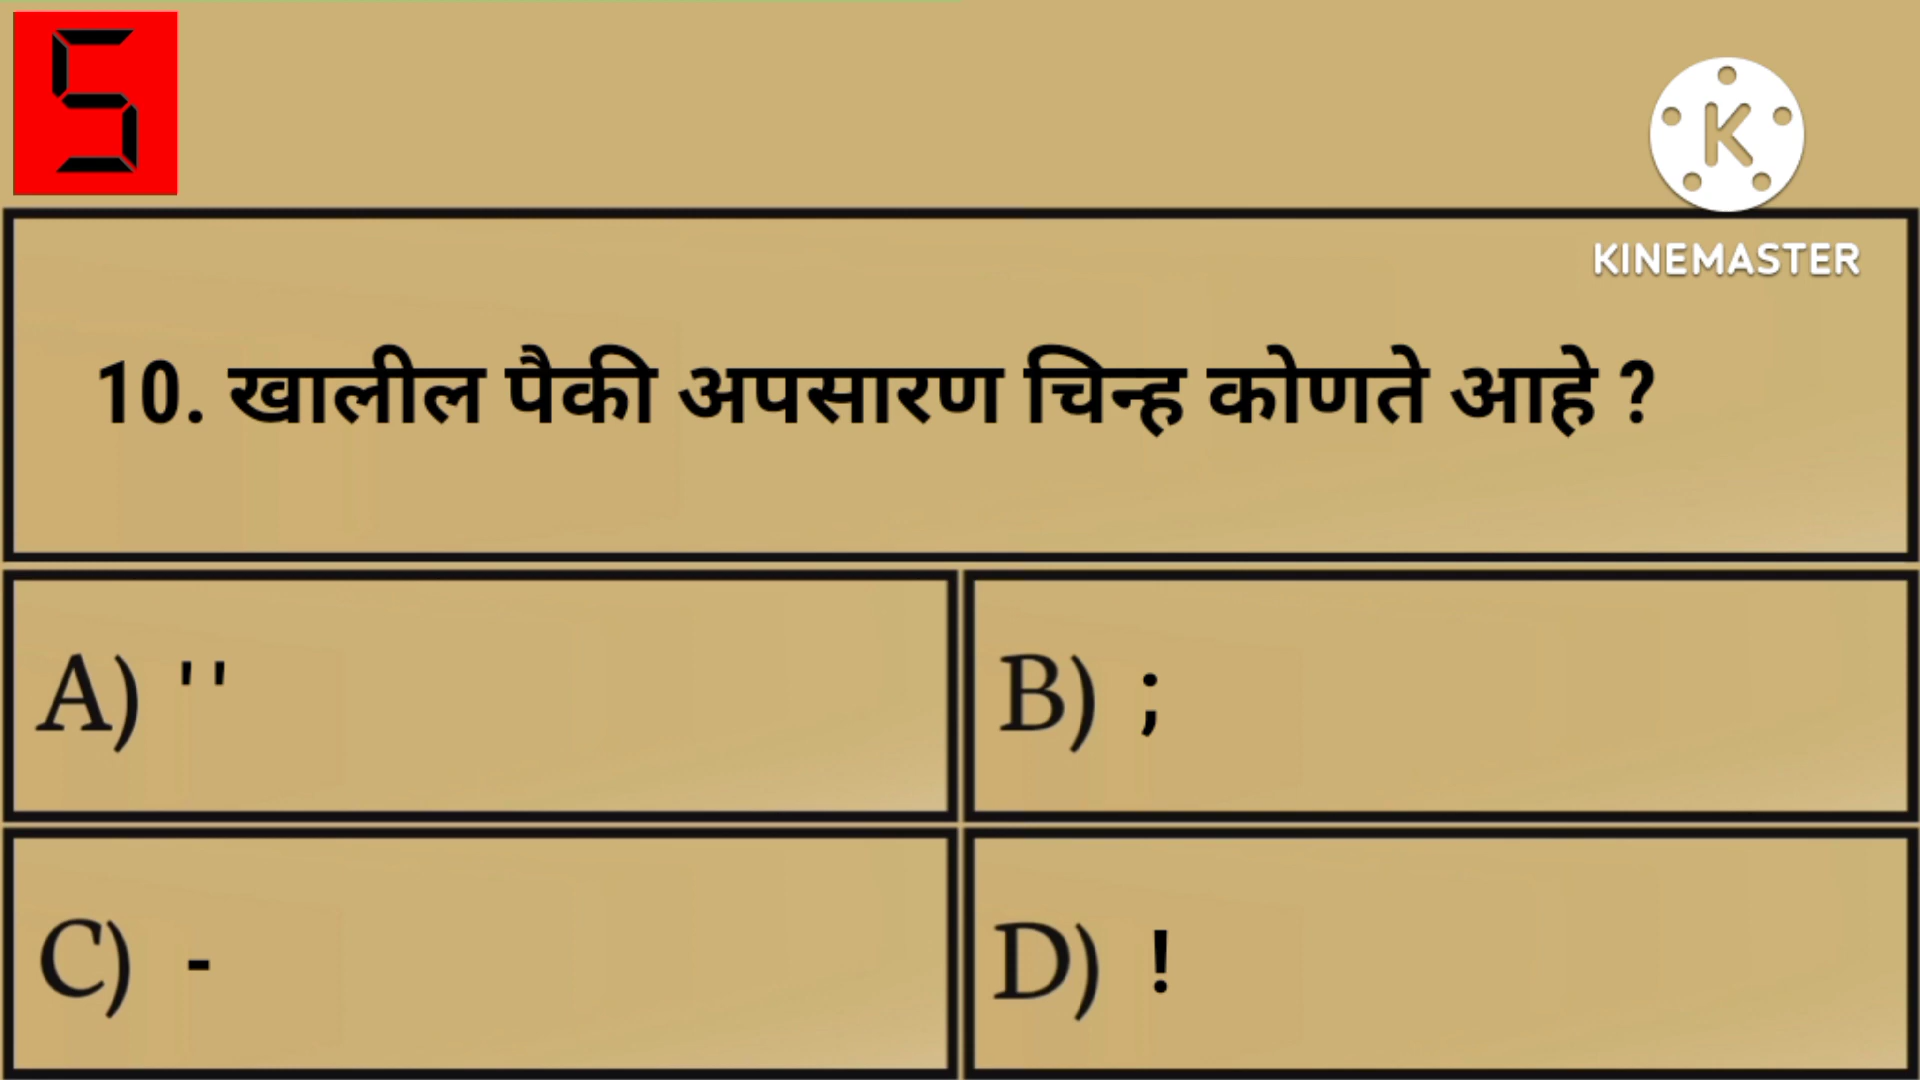 5
K
KINEMASTER
10. खालील पैकी अपसारण चिन्ह कोणते आहे ?
A) ' '
B) ;
C) -
D) !